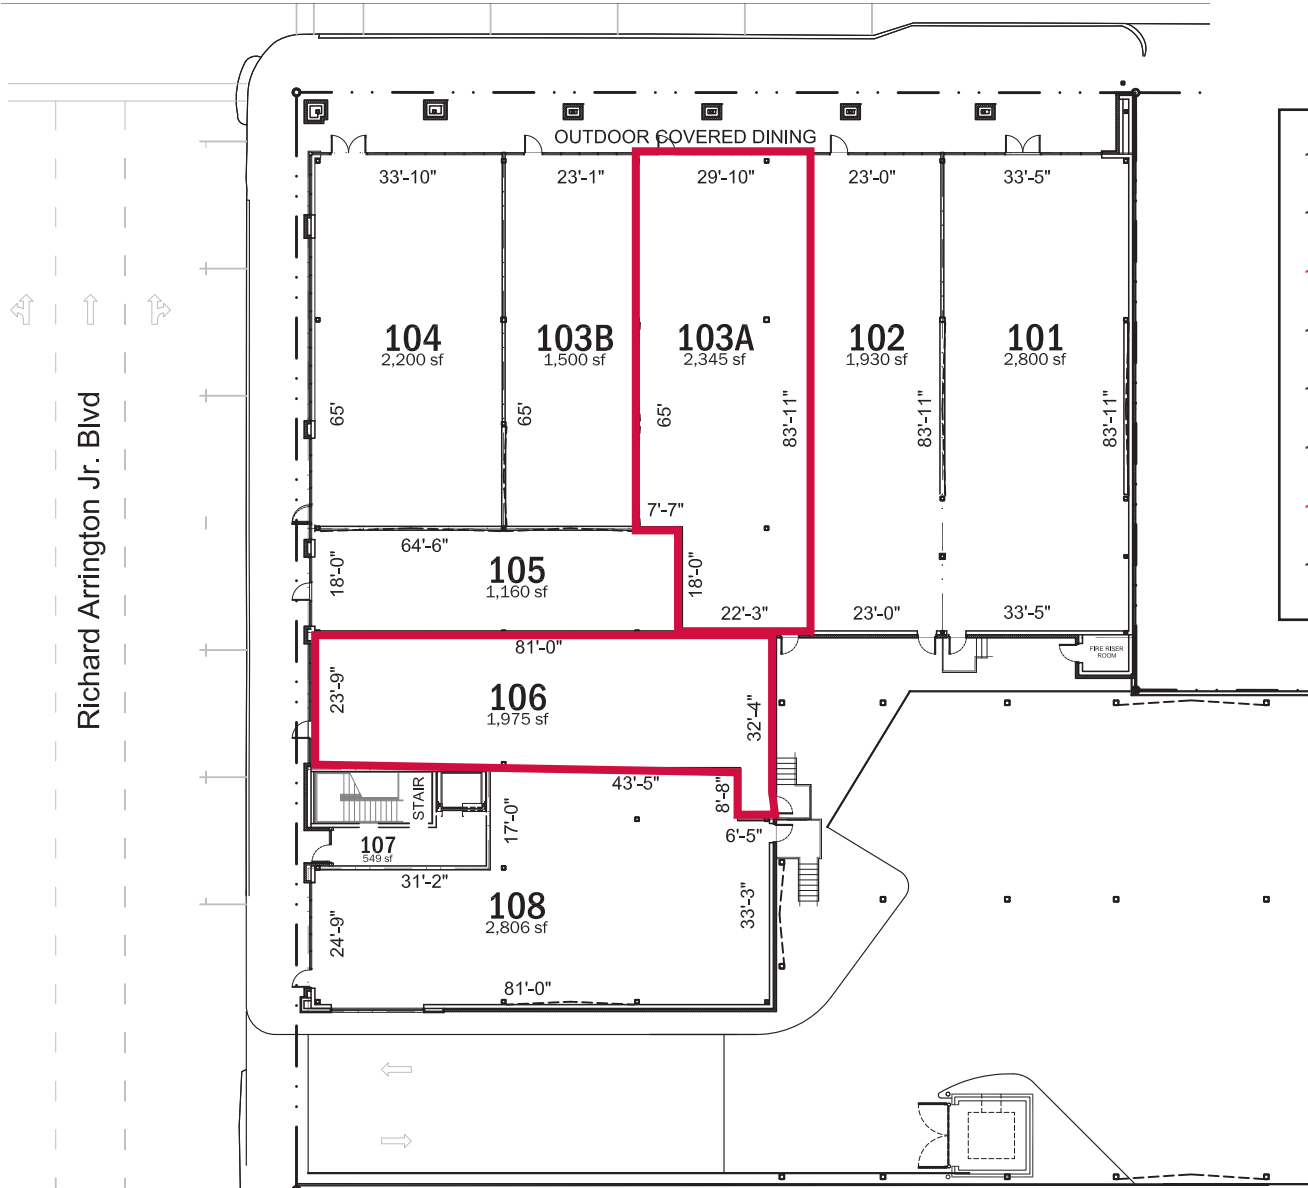 OUTDOOR COVERED DINING
33'-10"
23'-1"
29'-10"
23'-0"
33'-5"
104
2,200 sf
103B
1,500 sf
103A
2,345 sf
102
1,930 sf
101
2,800 sf
65'
65'
65'
83'-11"
83'-11"
83'-11"
Richard Arrington Jr. Blvd
7'-7"
64'-6"
18'-0"
105
1,160 sf
18'-0"
22'-3"
23'-0"
33'-5"
81'-0"
FIRE RISER
ROOM
23'-9"
106
1,975 sf
32'-4"
43'-5"
8'-8"
STAIR
17'-0"
6'-5"
107
549 sf
31'-2"
108
2,806 sf
33'-3"
24'-9"
81'-0"